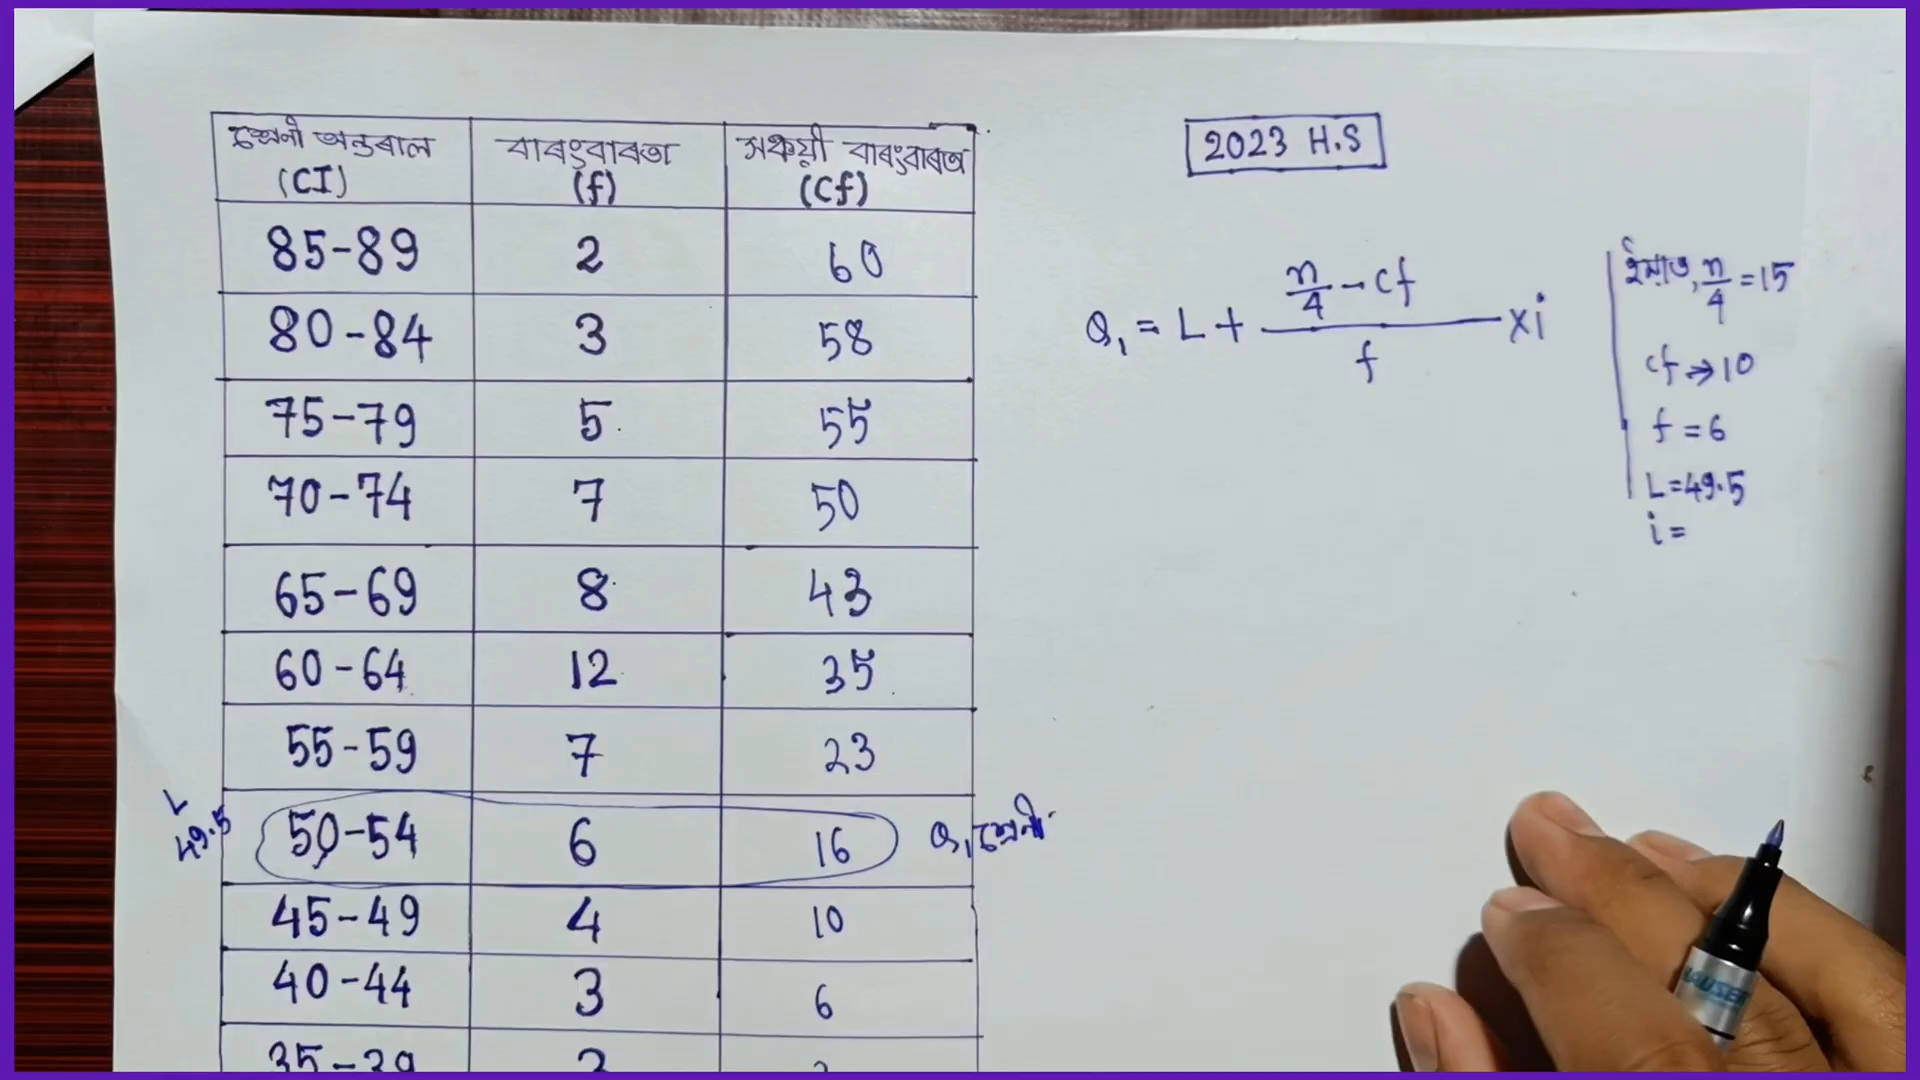 শ্ৰেণী অন্তৰাল বাৰংবাৰতা সঞ্চয়ী বাৰংবাৰতা
(CI) (f) (Cf)
85-89 2 60
80-84 3 58
75-79 5 55
70-74 7 50
65-69 8 43
60-64 12 35
55-59 7 23
L
49.5 50-54 6 16 Q₁ শ্ৰেণী
45-49 4 10
40-44 3 6
35-39
2023 H.S
Q₁ = L + (n/4 - cf)/f × i
ইয়াত, n/4 = 15
cf → 10
f = 6
L = 49.5
i =